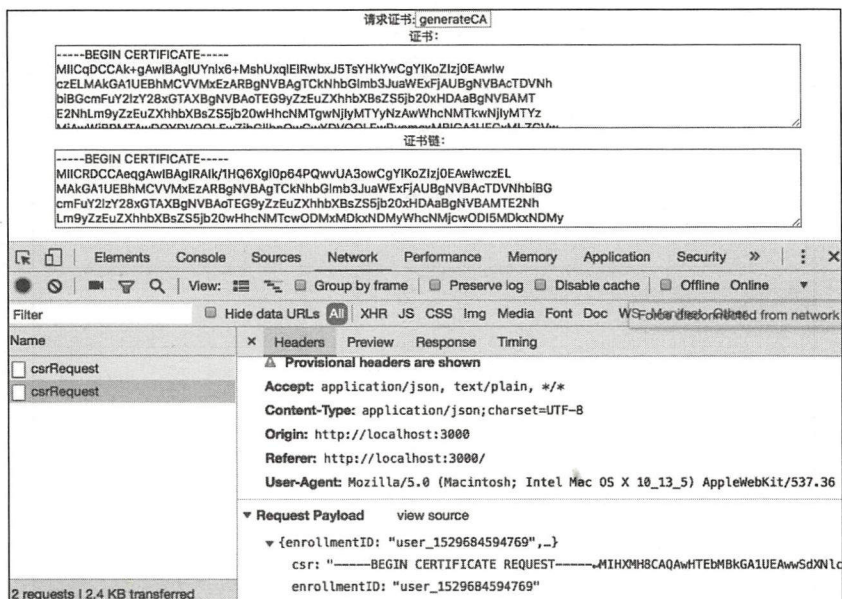 请求证书: generateCA
证书:
-----BEGIN CERTIFICATE-----
MIICqDCCAk+gAwIBAgIUYnlx6+MshUxqlElRwbxJ5TsYHkYwCgYIKoZIzj0EAwIw
czELMAkGA1UEBhMCVVMxEzARBgNVBAgTCkNhbGlmb3JuaWExFjAUBgNVBAcTDVNh
biBGcmFuY2lzY28xGTAXBgNVBAoTEG9yZzEuZXhhbXBsZS5jb20xHDAaBgNVBAMT
E2NhLm9yZzEuZXhhbXBsZS5jb20wHhcNMTgwNjIyMTYyNzAwWhcNMTkwNjIyMTYz
证书链:
-----BEGIN CERTIFICATE-----
MIICRDCCAeqgAwIBAgIRAIk/1HQ6Xgl0p64PQwvUA3owCgYIKoZIzj0EAwIwczEL
MAkGA1UEBhMCVVMxEzARBgNVBAgTCkNhbGlmb3JuaWExFjAUBgNVBAcTDVNhbiBG
cmFuY2lzY28xGTAXBgNVBAoTEG9yZzEuZXhhbXBsZS5jb20xHDAaBgNVBAMTE2Nh
Lm9yZzEuZXhhbXBsZS5jb20wHhcNMTcwODMxMDkxNDMyWhcNMjcwODI5MDkxNDMy
Elements Console Sources Network Performance Memory Application Security »
View: Group by frame Preserve log Disable cache Offline Online
Filter Hide data URLs All XHR JS CSS Img Media Font Doc WS Manifest Other
Force disconnected from network
Name × Headers Preview Response Timing
csrRequest
csrRequest
Provisional headers are shown
Accept: application/json, text/plain, */*
Content-Type: application/json;charset=UTF-8
Origin: http://localhost:3000
Referer: http://localhost:3000/
User-Agent: Mozilla/5.0 (Macintosh; Intel Mac OS X 10_13_5) AppleWebKit/537.36
Request Payload view source
{enrollmentID: "user_1529684594769",…}
csr: "-----BEGIN CERTIFICATE REQUEST-----↵MIHXMH8CAQAwHTEbMBkGA1UEAwwSdXNlc
enrollmentID: "user_1529684594769"
2 requests | 2.4 KB transferred